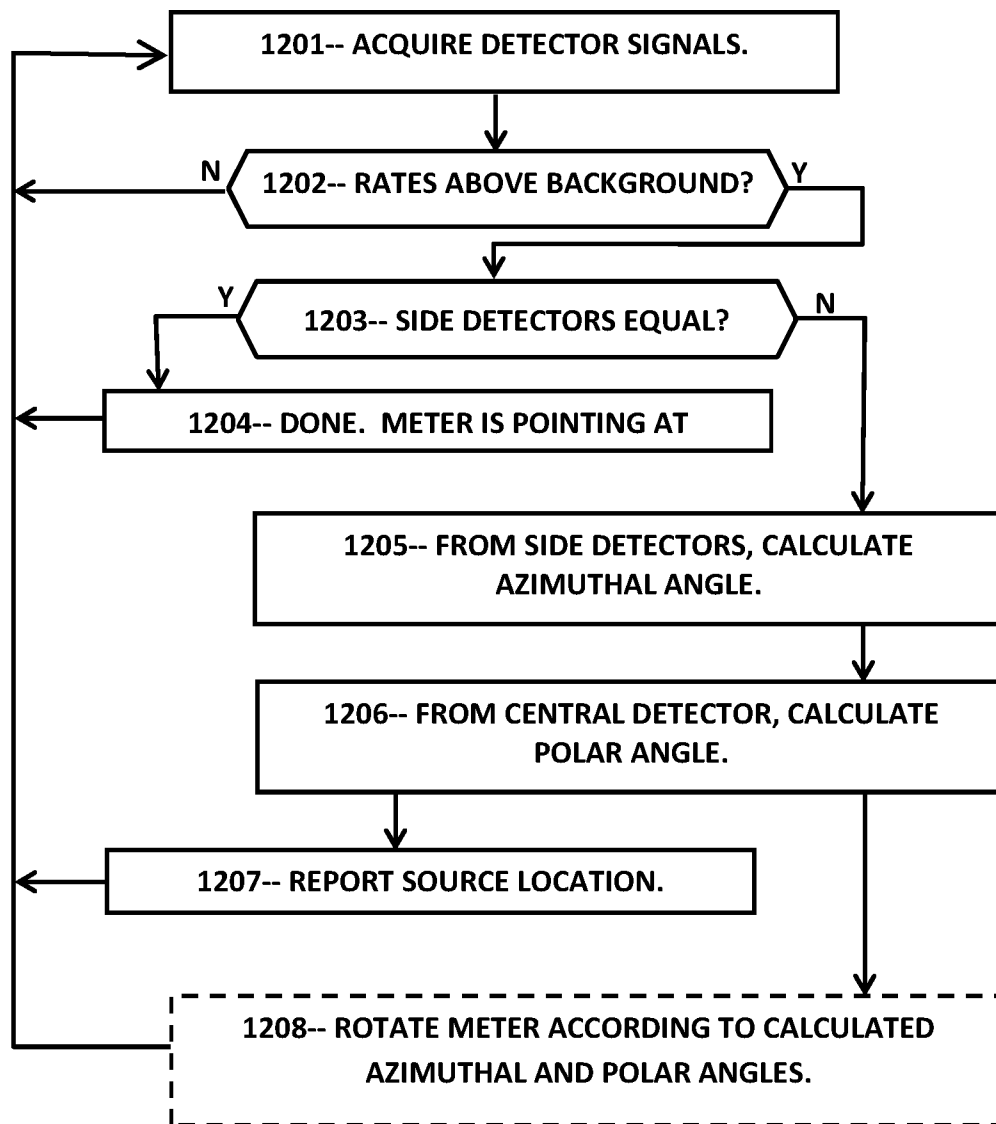 1201-- ACQUIRE DETECTOR SIGNALS.
N
1202-- RATES ABOVE BACKGROUND?
Y
Y
1203-- SIDE DETECTORS EQUAL?
N
1204-- DONE. METER IS POINTING AT
1205-- FROM SIDE DETECTORS, CALCULATE
AZIMUTHAL ANGLE.
1206-- FROM CENTRAL DETECTOR, CALCULATE
POLAR ANGLE.
1207-- REPORT SOURCE LOCATION.
1208-- ROTATE METER ACCORDING TO CALCULATED
AZIMUTHAL AND POLAR ANGLES.